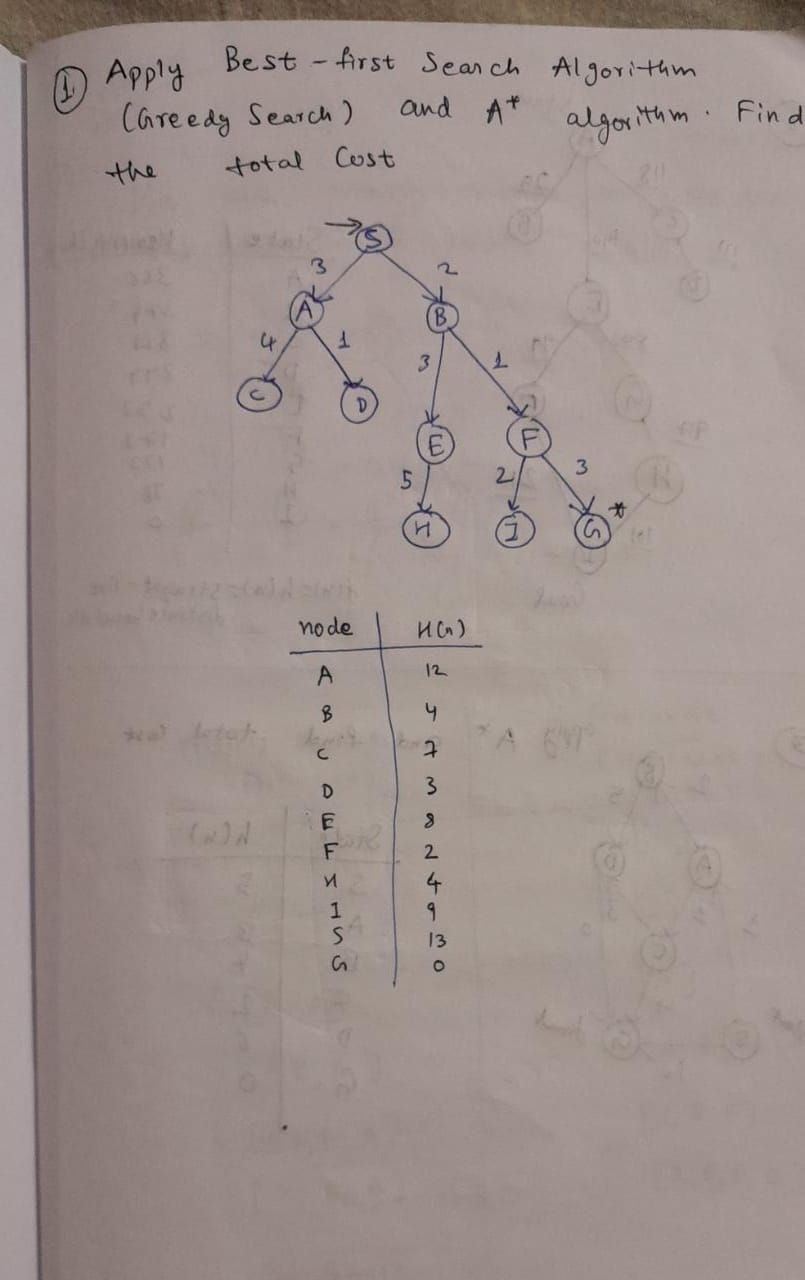 ① Apply Best - first Search Algorithm
(Greedy Search) and A* algorithm. Find
the total Cost
S
3 2
A B
4 1 3 1
C D
E F
5 2 3
H I G *
node H(n)
A 12
B 4
C 7
D 3
E 8
F 2
H 4
I 9
S 13
G 0